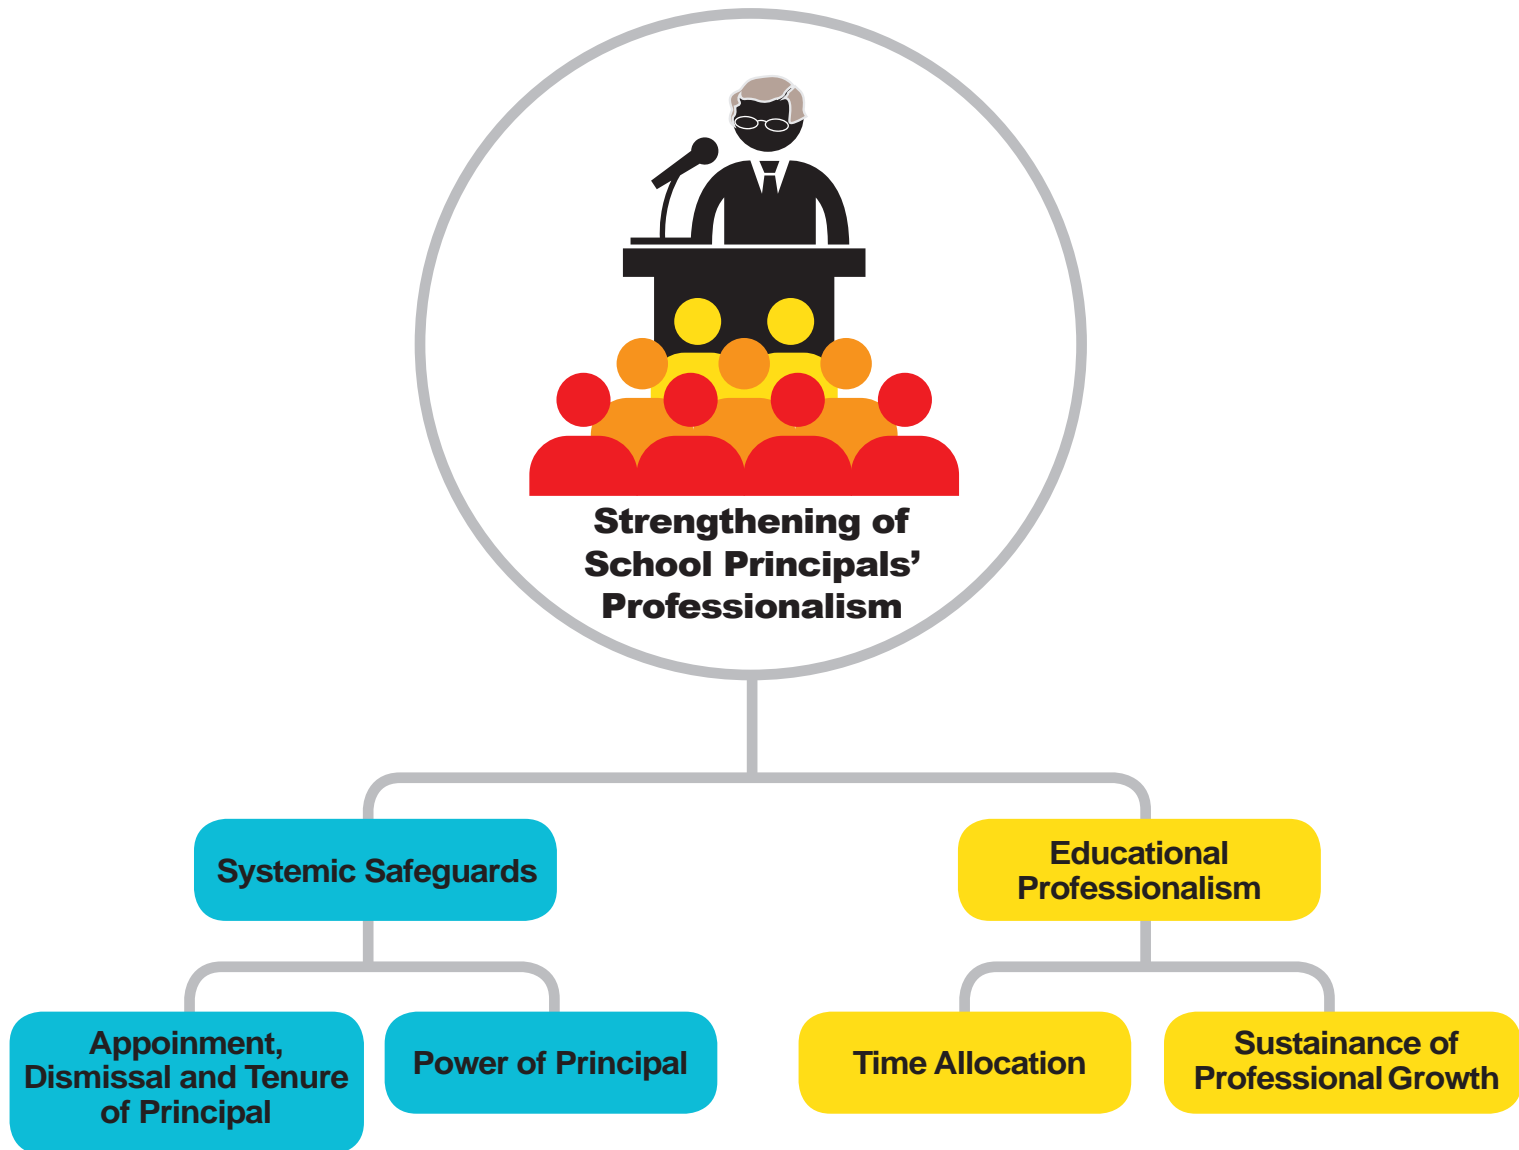 Strengthening of
School Principals’
Professionalism
Systemic Safeguards
Educational
Professionalism
Appoinment,
Dismissal and Tenure
of Principal
Power of Principal
Time Allocation
Sustainance of
Professional Growth